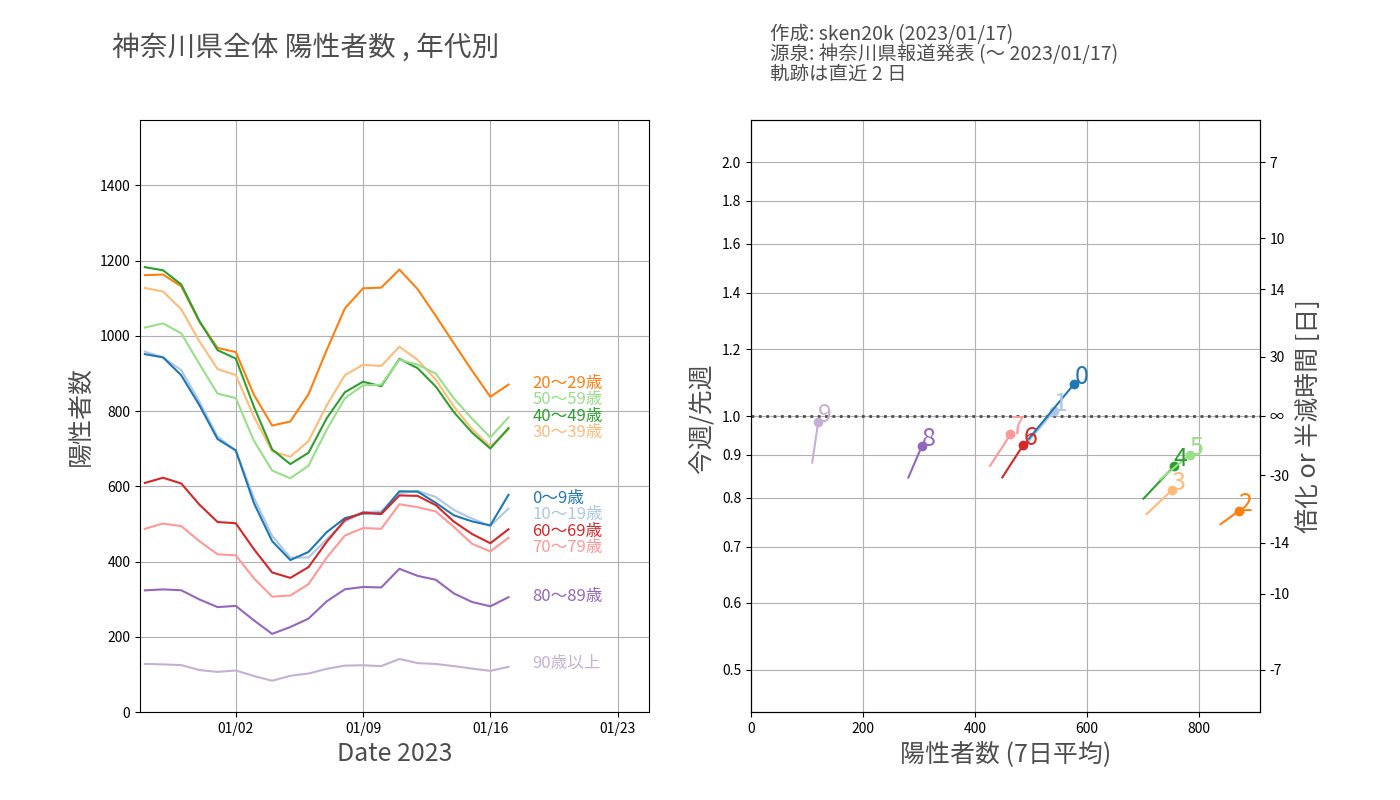 神奈川県全体 陽性者数 , 年代別
作成: sken20k (2023/01/17)
源泉: 神奈川県報道発表 (〜 2023/01/17)
軌跡は直近 2 日
陽性者数
1400
1200
1000
800
600
400
200
0
01/02
01/09
01/16
01/23
Date 2023
20〜29歳
50〜59歳
40〜49歳
30〜39歳
0〜9歳
10〜19歳
60〜69歳
70〜79歳
80〜89歳
90歳以上
今週/先週
2.0
1.8
1.6
1.4
1.2
1.0
0.9
0.8
0.7
0.6
0.5
0
200
400
600
800
陽性者数 (7日平均)
0
1
9
7
6
8
5
4
3
2
7
10
14
30
∞
-30
-14
-10
-7
倍化 or 半減時間 [日]